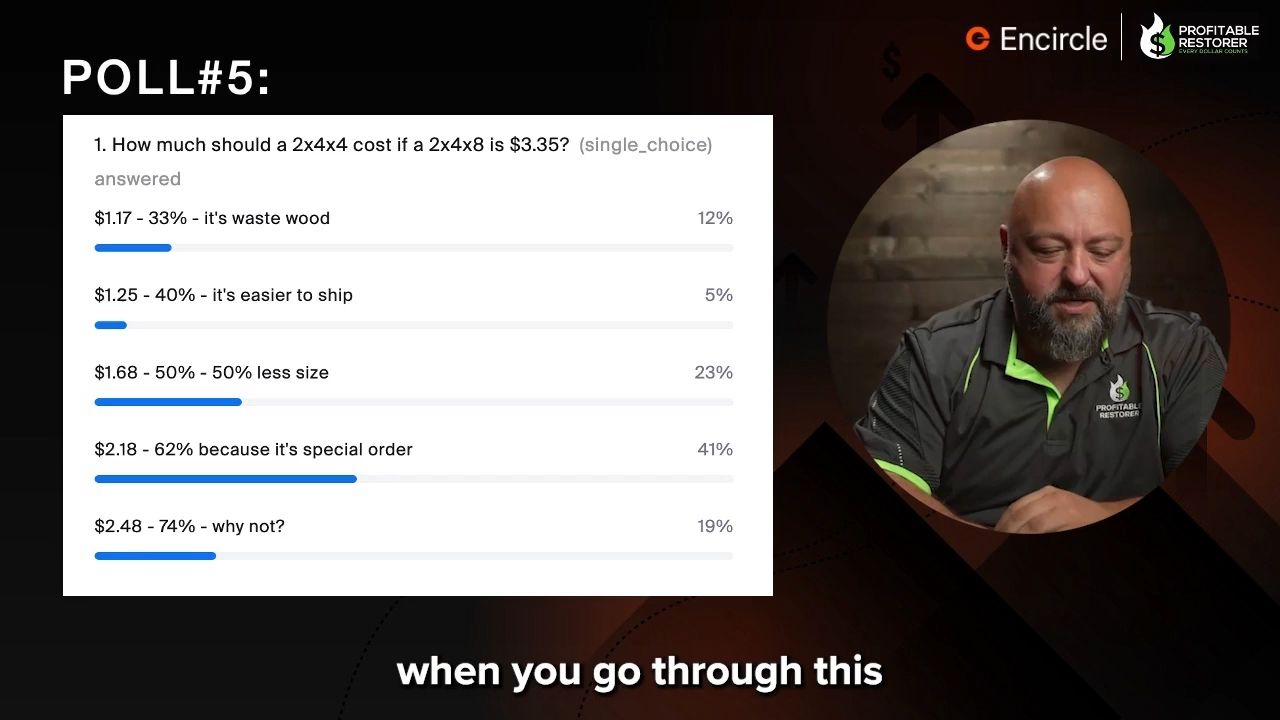 Encircle
PROFITABLE
RESTORER
EVERY DOLLAR COUNTS
POLL#5:
1. How much should a 2x4x4 cost if a 2x4x8 is $3.35? (single_choice)
answered
$1.17 - 33% - it's waste wood 12%
$1.25 - 40% - it's easier to ship 5%
$1.68 - 50% - 50% less size 23%
$2.18 - 62% because it's special order 41%
$2.48 - 74% - why not? 19%
PROFITABLE
RESTORER
when you go through this